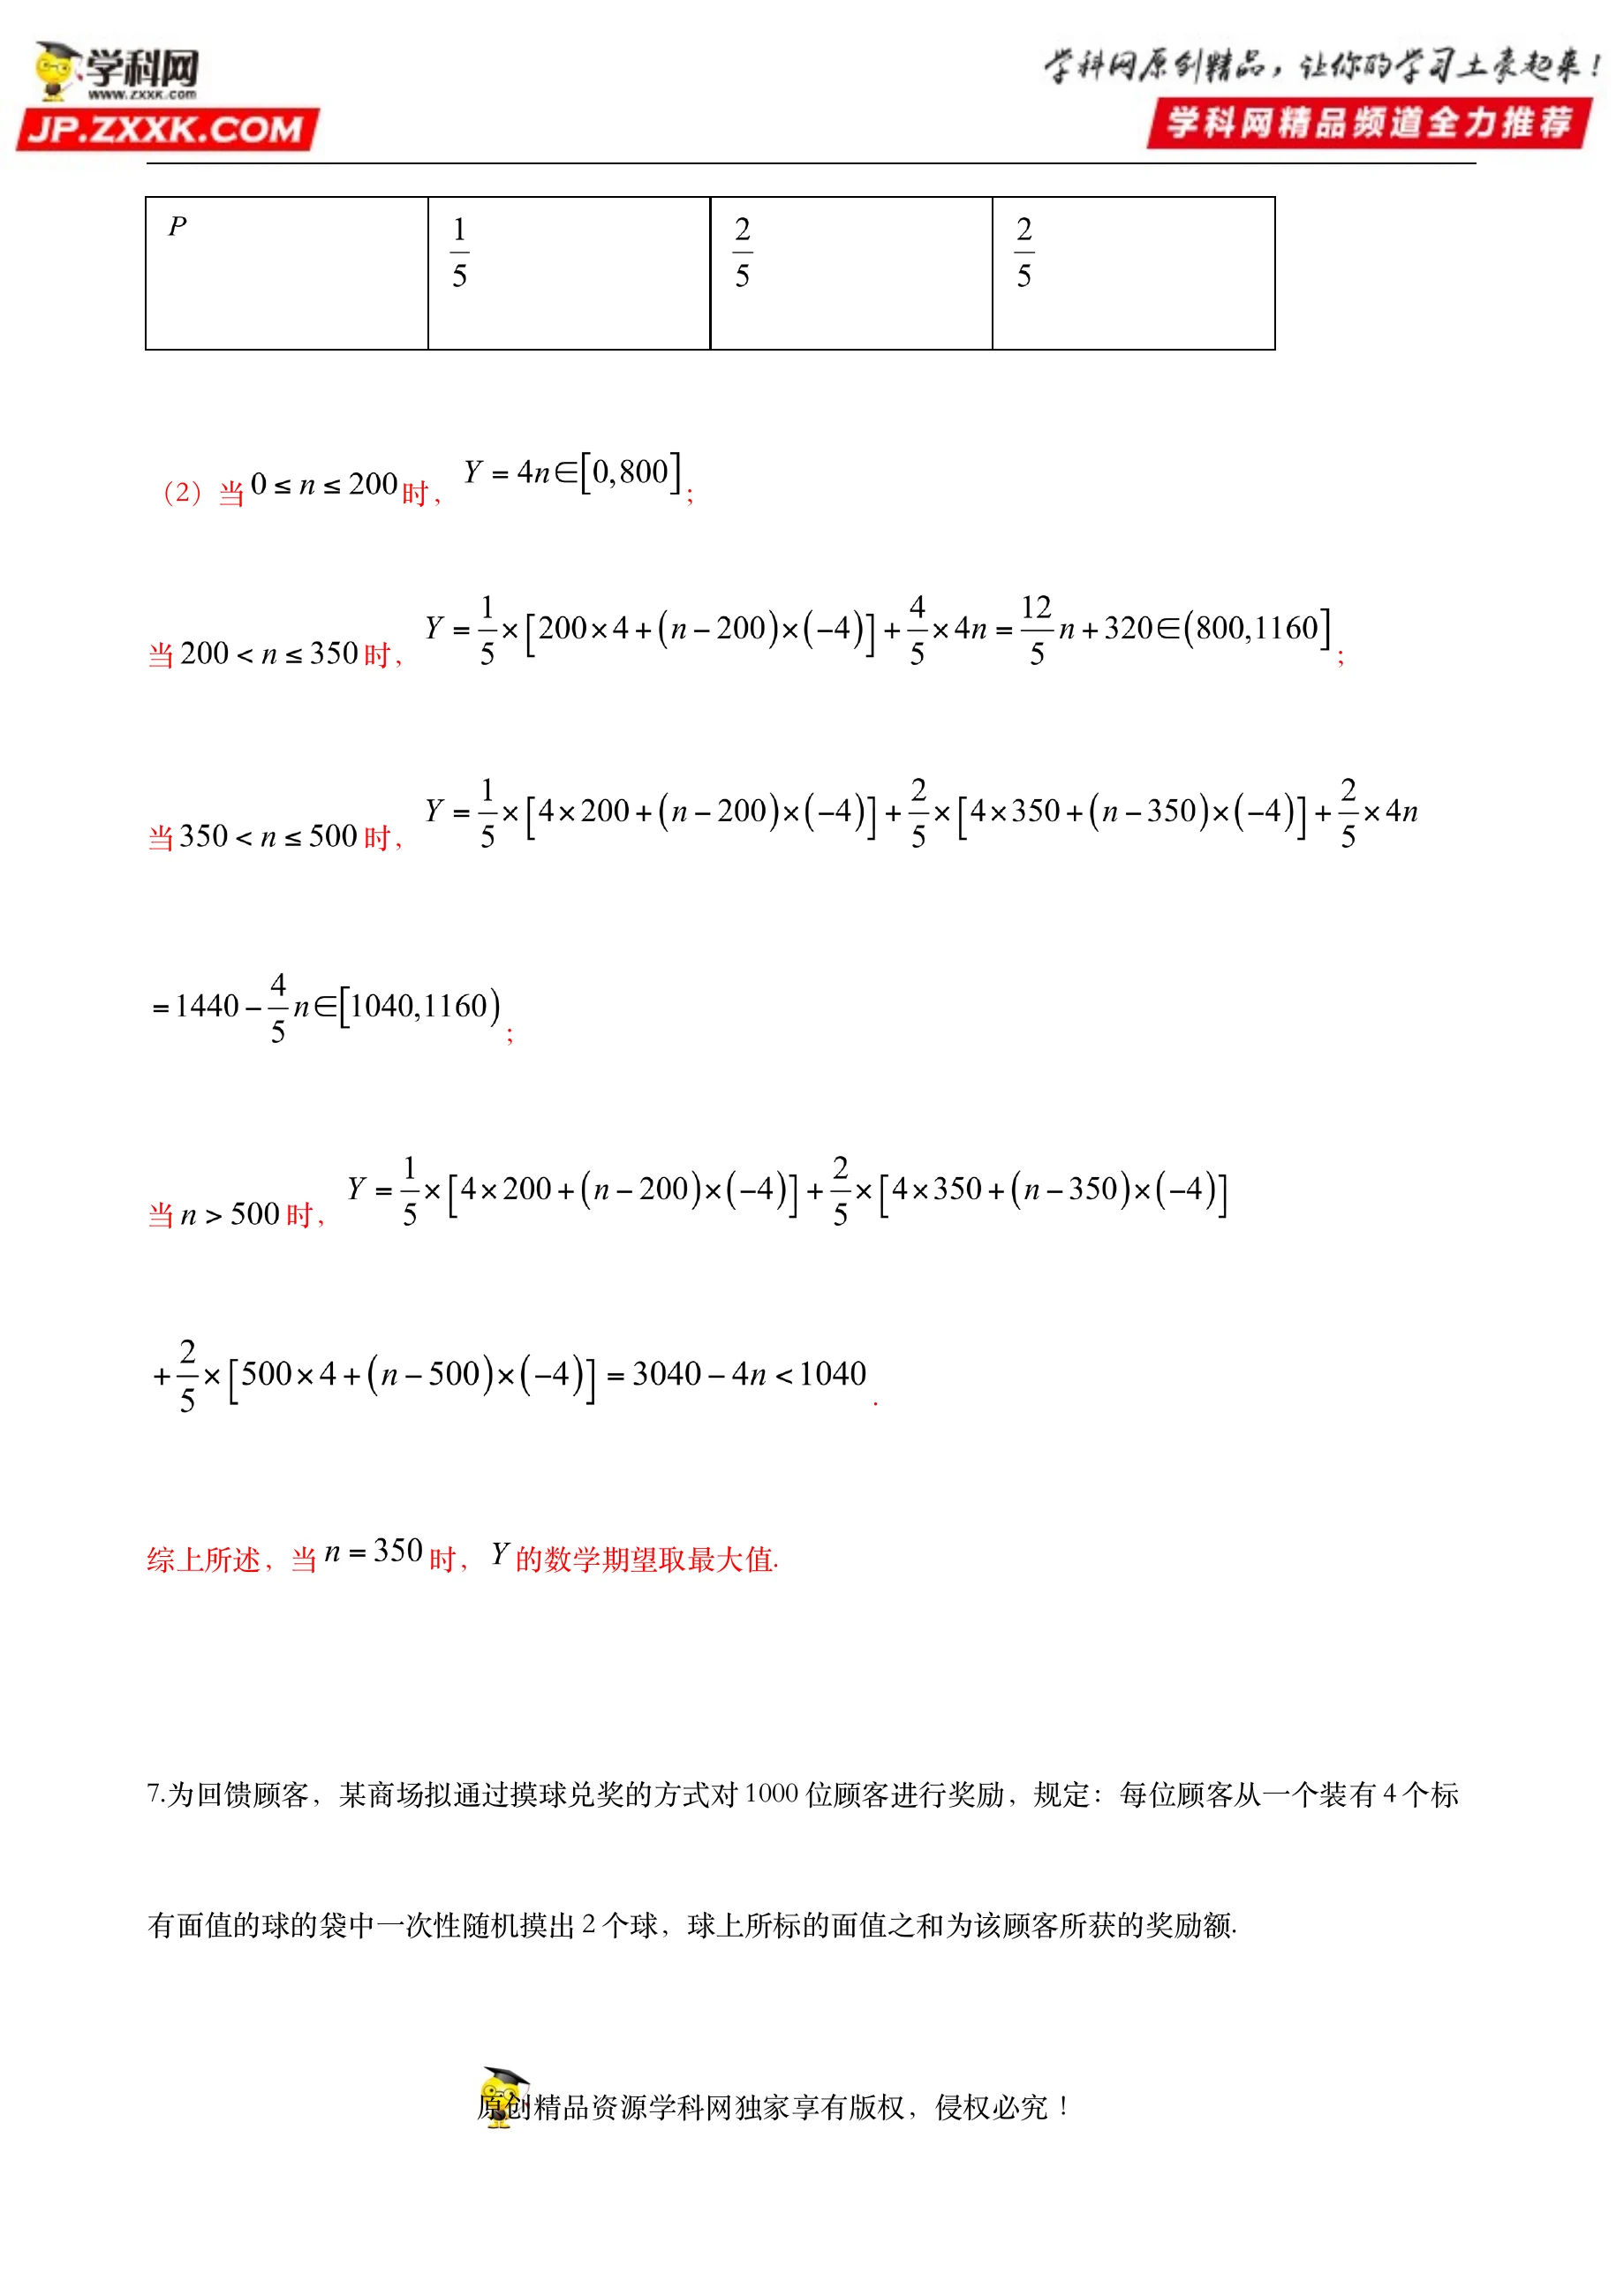 学科网
www.zxxk.com
JP.ZXXK.COM
学科网原创精品，让你的学习土豪起来！
学科网精品频道全力推荐
P 1/5 2/5 2/5
（2）当 0 ≤ n ≤ 200 时， Y = 4n∈[0,800]；
当 200 < n ≤ 350 时， Y = 1/5 × [200×4+(n−200)×(−4)] + 4/5 × 4n = 12/5 n + 320∈(800,1160]；
当 350 < n ≤ 500 时， Y = 1/5 × [4×200+(n−200)×(−4)] + 2/5 × [4×350+(n−350)×(−4)] + 2/5 × 4n
= 1440 − 4/5 n∈[1040,1160)；
当 n > 500 时， Y = 1/5 × [4×200+(n−200)×(−4)] + 2/5 × [4×350+(n−350)×(−4)]
+ 2/5 × [500×4+(n−500)×(−4)] = 3040 − 4n < 1040 .
综上所述，当 n = 350 时， Y 的数学期望取最大值.
7.为回馈顾客，某商场拟通过摸球兑奖的方式对 1000 位顾客进行奖励，规定：每位顾客从一个装有 4 个标
有面值的球的袋中一次性随机摸出 2 个球，球上所标的面值之和为该顾客所获的奖励额.
原创精品资源学科网独家享有版权，侵权必究！